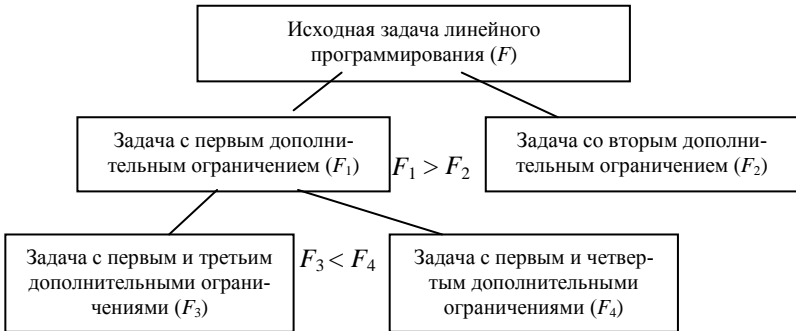 Исходная задача линейного
программирования (F)
Задача с первым дополни-
тельным ограничением (F₁)
F₁ > F₂
Задача со вторым дополни-
тельным ограничением (F₂)
Задача с первым и третьим
дополнительными ограни-
чениями (F₃)
F₃ < F₄
Задача с первым и четвер-
тым дополнительными
ограничениями (F₄)